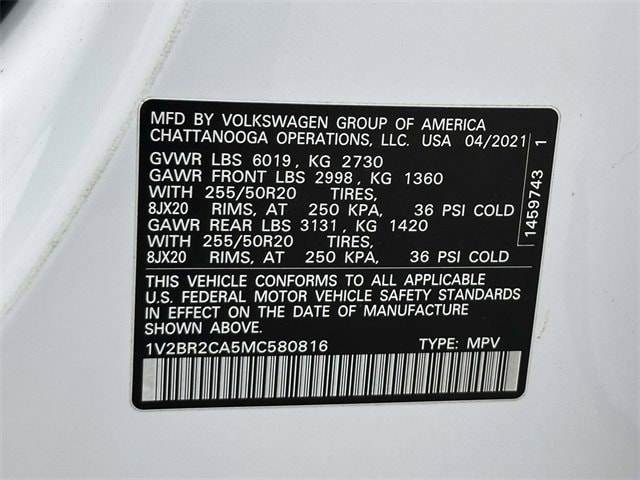 MFD BY VOLKSWAGEN GROUP OF AMERICA
CHATTANOOGA OPERATIONS, LLC. USA 04/2021
GVWR LBS 6019, KG 2730
GAWR FRONT LBS 2998, KG 1360
WITH 255/50R20 TIRES,
8JX20 RIMS, AT 250 KPA, 36 PSI COLD
GAWR REAR LBS 3131, KG 1420
WITH 255/50R20 TIRES,
8JX20 RIMS, AT 250 KPA, 36 PSI COLD
THIS VEHICLE CONFORMS TO ALL APPLICABLE
U.S. FEDERAL MOTOR VEHICLE SAFETY STANDARDS
IN EFFECT ON THE DATE OF MANUFACTURE
SHOWN ABOVE.
1V2BR2CA5MC580816 TYPE: MPV
1459743 1